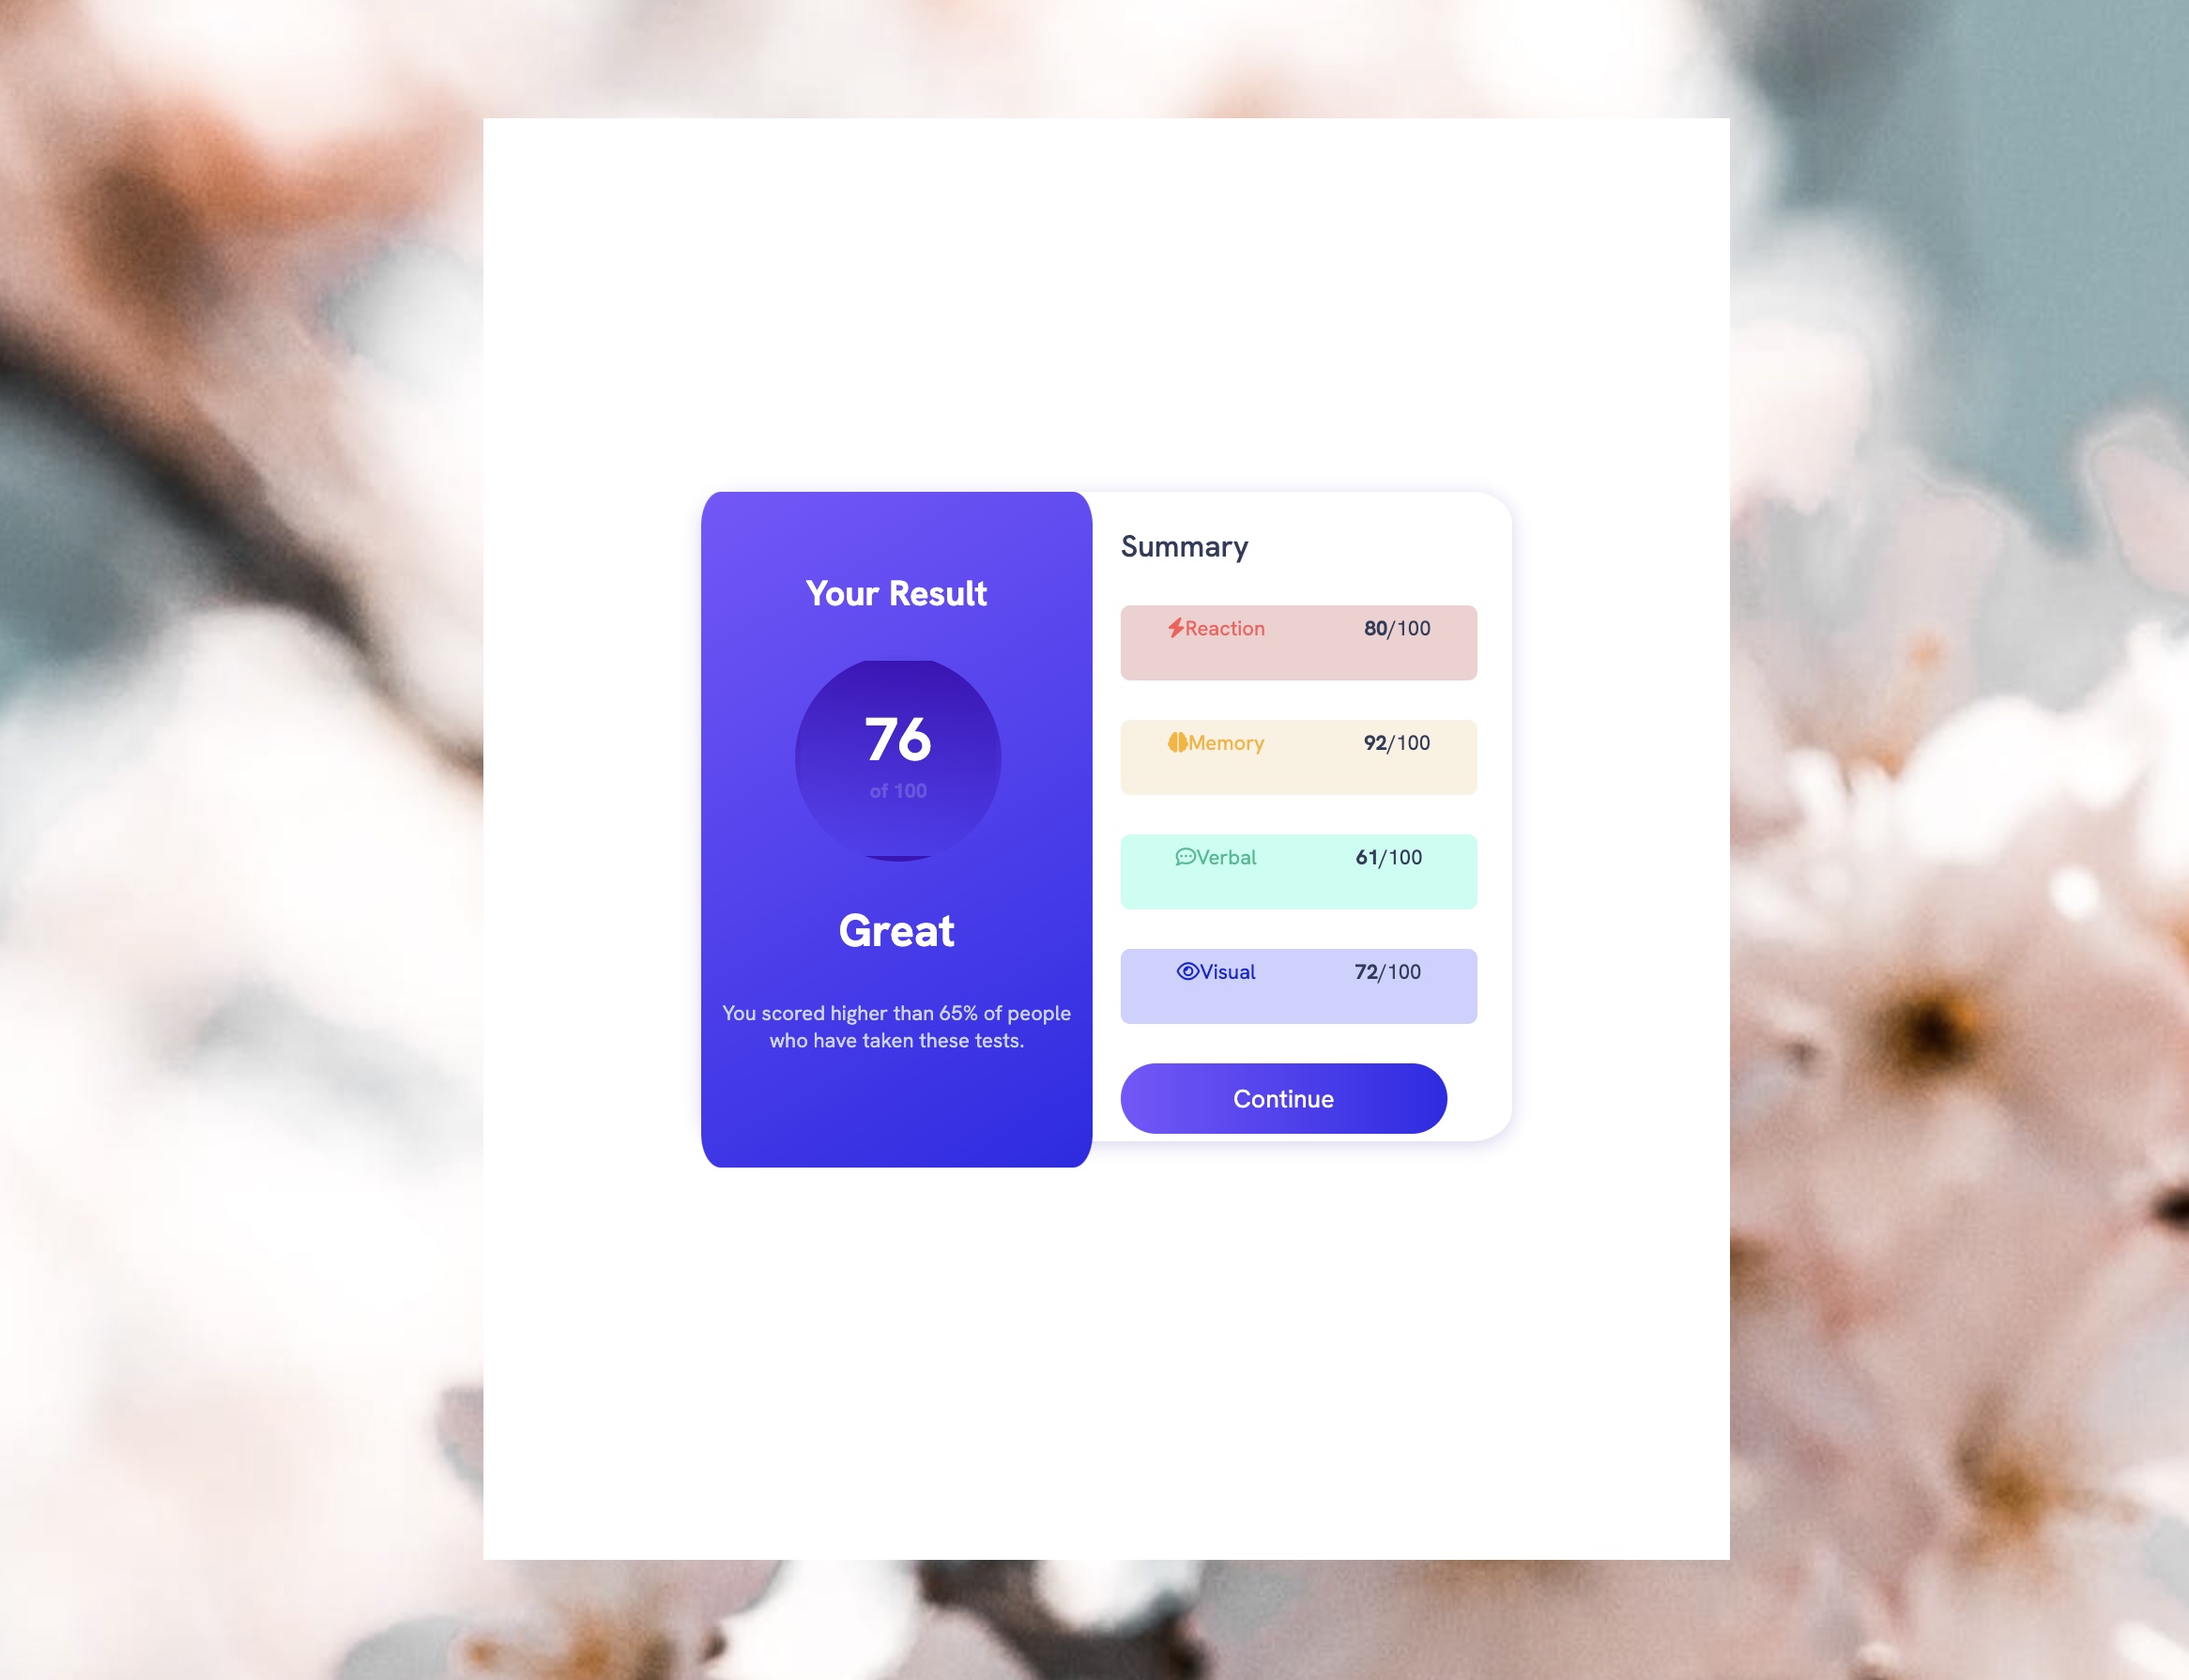 Your Result
76
of 100
Great
You scored higher than 65% of people
who have taken these tests.
Summary
Reaction 80/100
Memory 92/100
Verbal 61/100
Visual 72/100
Continue